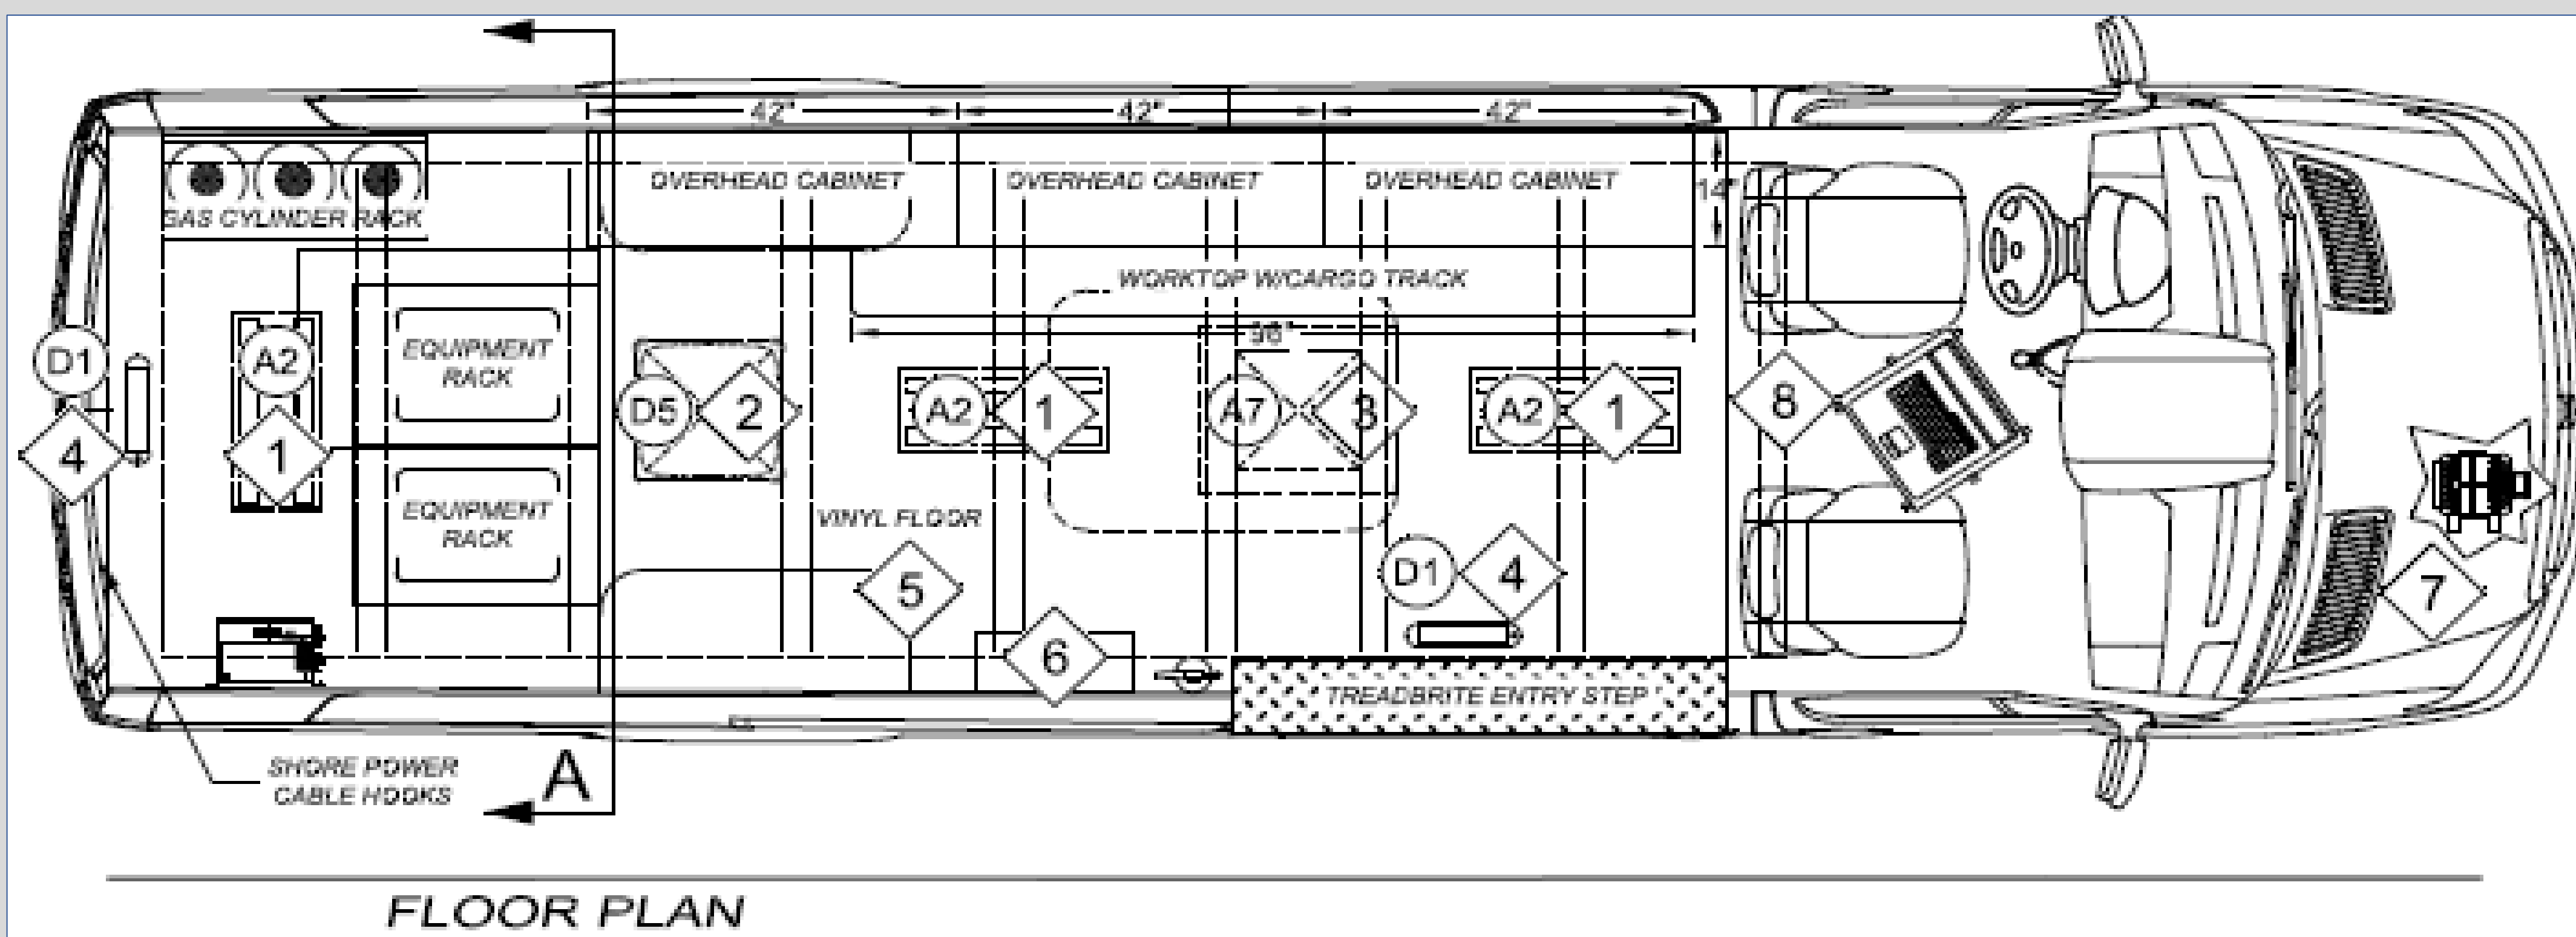 42" 42" 42"
OVERHEAD CABINET OVERHEAD CABINET OVERHEAD CABINET
14"
GAS CYLINDER RACK
WORKTOP W/CARGO TRACK
96"
EQUIPMENT
RACK
D1 A2 D5 2 A2 1 A7 3 A2 1 8
4 1
EQUIPMENT
RACK
VINYL FLOOR
5 D1 4 7
6
TREADBRITE ENTRY STEP
SHORE POWER
CABLE HOOKS
A
FLOOR PLAN